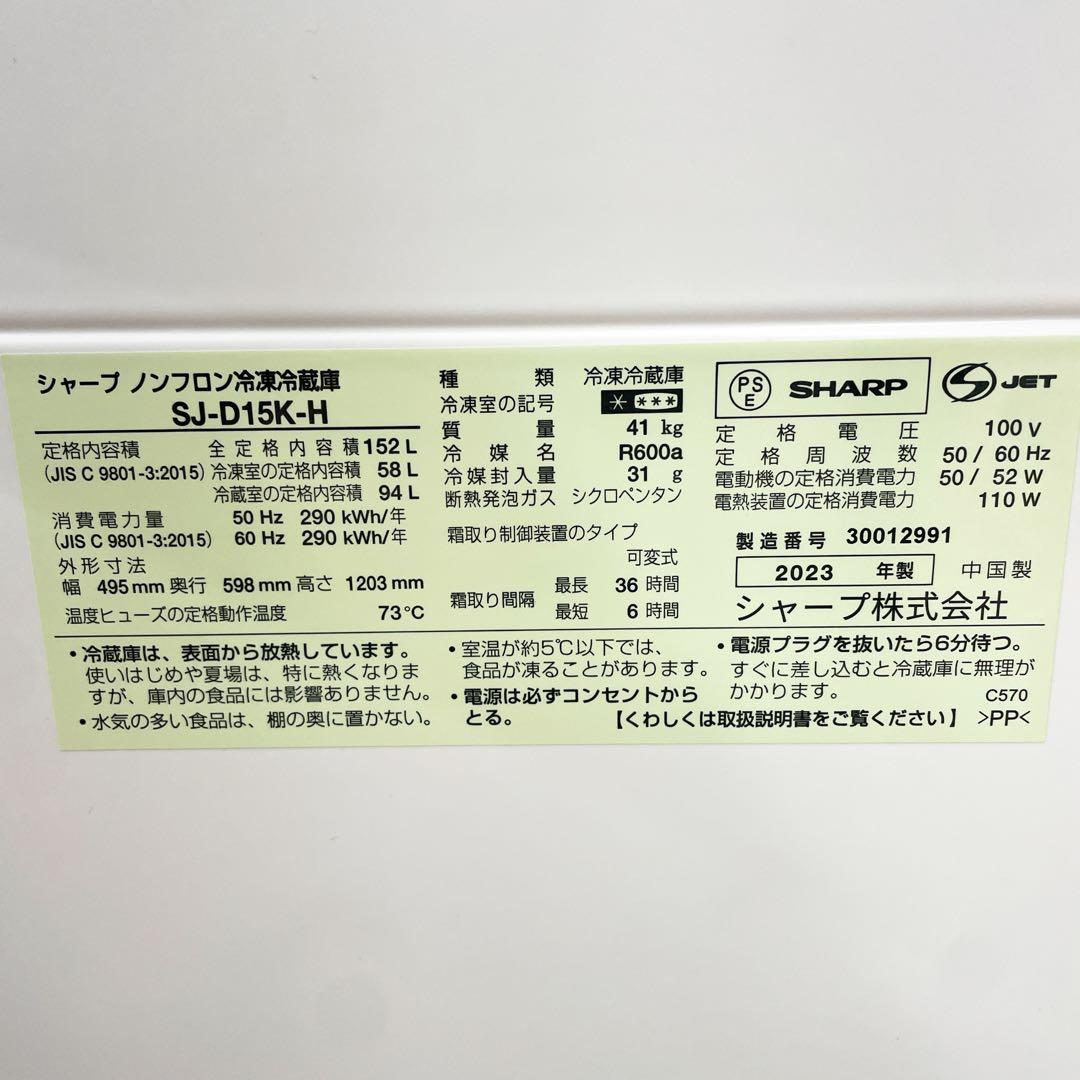 シャープ ノンフロン冷凍冷蔵庫
SJ-D15K-H
定格内容積 全定格内容積 152 L
(JIS C 9801-3:2015) 冷凍室の定格内容積 58 L
冷蔵室の定格内容積 94 L
消費電力量 50 Hz 290 kWh/年
(JIS C 9801-3:2015) 60 Hz 290 kWh/年
外形寸法
幅 495 mm 奥行 598 mm 高さ 1203 mm
温度ヒューズの定格動作温度 73℃
種類 冷凍冷蔵庫
冷凍室の記号 * ***
質量 41 kg
冷媒名 R600a
冷媒封入量 31 g
断熱発泡ガス シクロペンタン
霜取り制御装置のタイプ
可変式
霜取り間隔 最長 36 時間
最短 6 時間
PSE SHARP S JET
定格電圧 100 V
定格周波数 50 / 60 Hz
電動機の定格消費電力 50 / 52 W
電熱装置の定格消費電力 110 W
製造番号 30012991
2023 年製 中国製
シャープ株式会社
・冷蔵庫は、表面から放熱しています。
使いはじめや夏場は、特に熱くなりま
すが、庫内の食品には影響ありません。
・水気の多い食品は、棚の奥に置かない。
・室温が約5℃以下では、
食品が凍ることがあります。
・電源は必ずコンセントから
とる。
・電源プラグを抜いたら6分待つ。
すぐに差し込むと冷蔵庫に無理が
かかります。 C570
【くわしくは取扱説明書をご覧ください】 >PP<